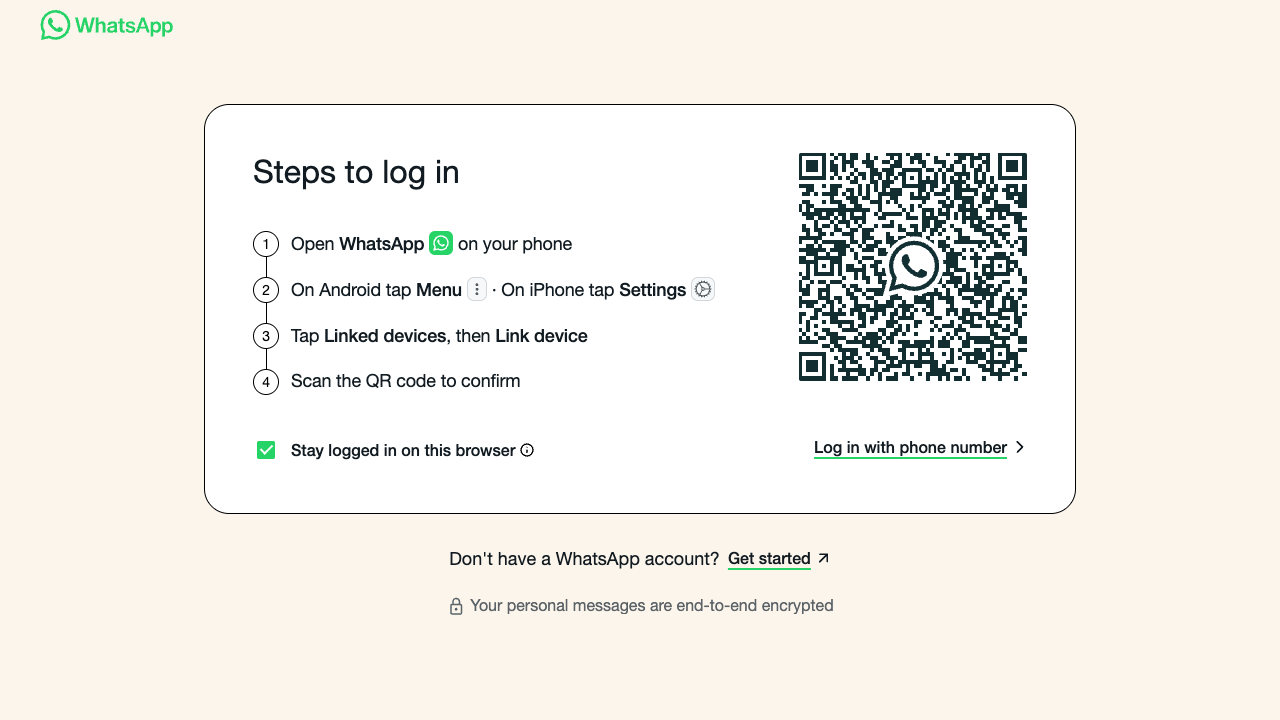 WhatsApp
Steps to log in
1 Open WhatsApp on your phone
2 On Android tap Menu · On iPhone tap Settings
3 Tap Linked devices, then Link device
4 Scan the QR code to confirm
Stay logged in on this browser
Log in with phone number
Don't have a WhatsApp account? Get started
Your personal messages are end-to-end encrypted